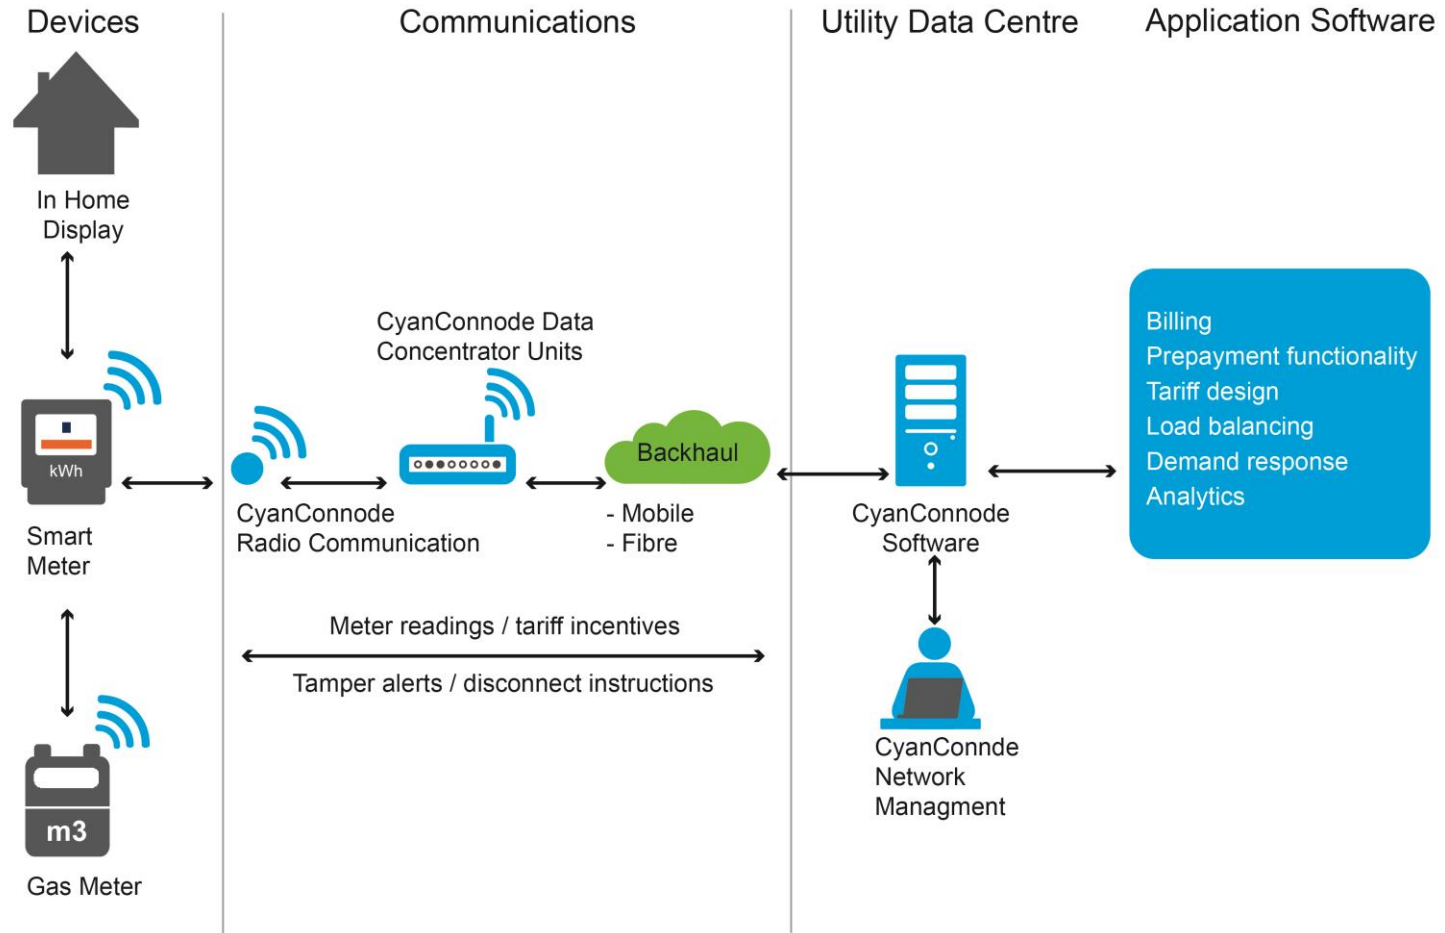 Devices
Communications
Utility Data Centre
Application Software
In Home
Display
kWh
Smart
Meter
m3
Gas Meter
CyanConnode Data
Concentrator Units
CyanConnode
Radio Communication
Backhaul
- Mobile
- Fibre
Meter readings / tariff incentives
Tamper alerts / disconnect instructions
CyanConnode
Software
CyanConnde
Network
Managment
Billing
Prepayment functionality
Tariff design
Load balancing
Demand response
Analytics